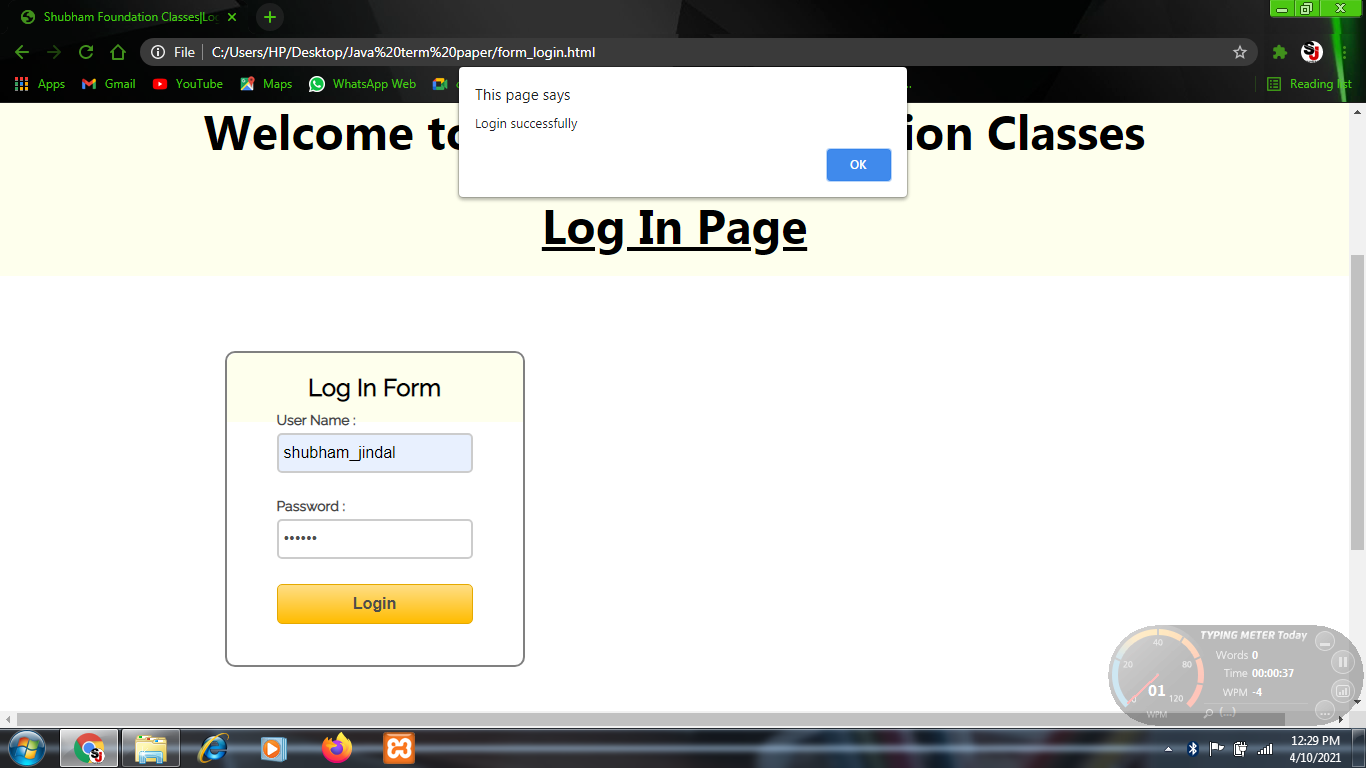 Shubham Foundation Classes|Lo
File
C:/Users/HP/Desktop/Java%20term%20paper/form_login.html
Apps
Gmail
YouTube
Maps
WhatsApp Web
Reading list
This page says
Login successfully
OK
Welcome to
ion Classes
Log In Page
Log In Form
User Name :
shubham_jindal
Password :
••••••
Login
TYPING METER Today
Words 0
Time 00:00:37
WPM -4
0
20
40
80
120
01
WPM
(...)
12:29 PM
4/10/2021